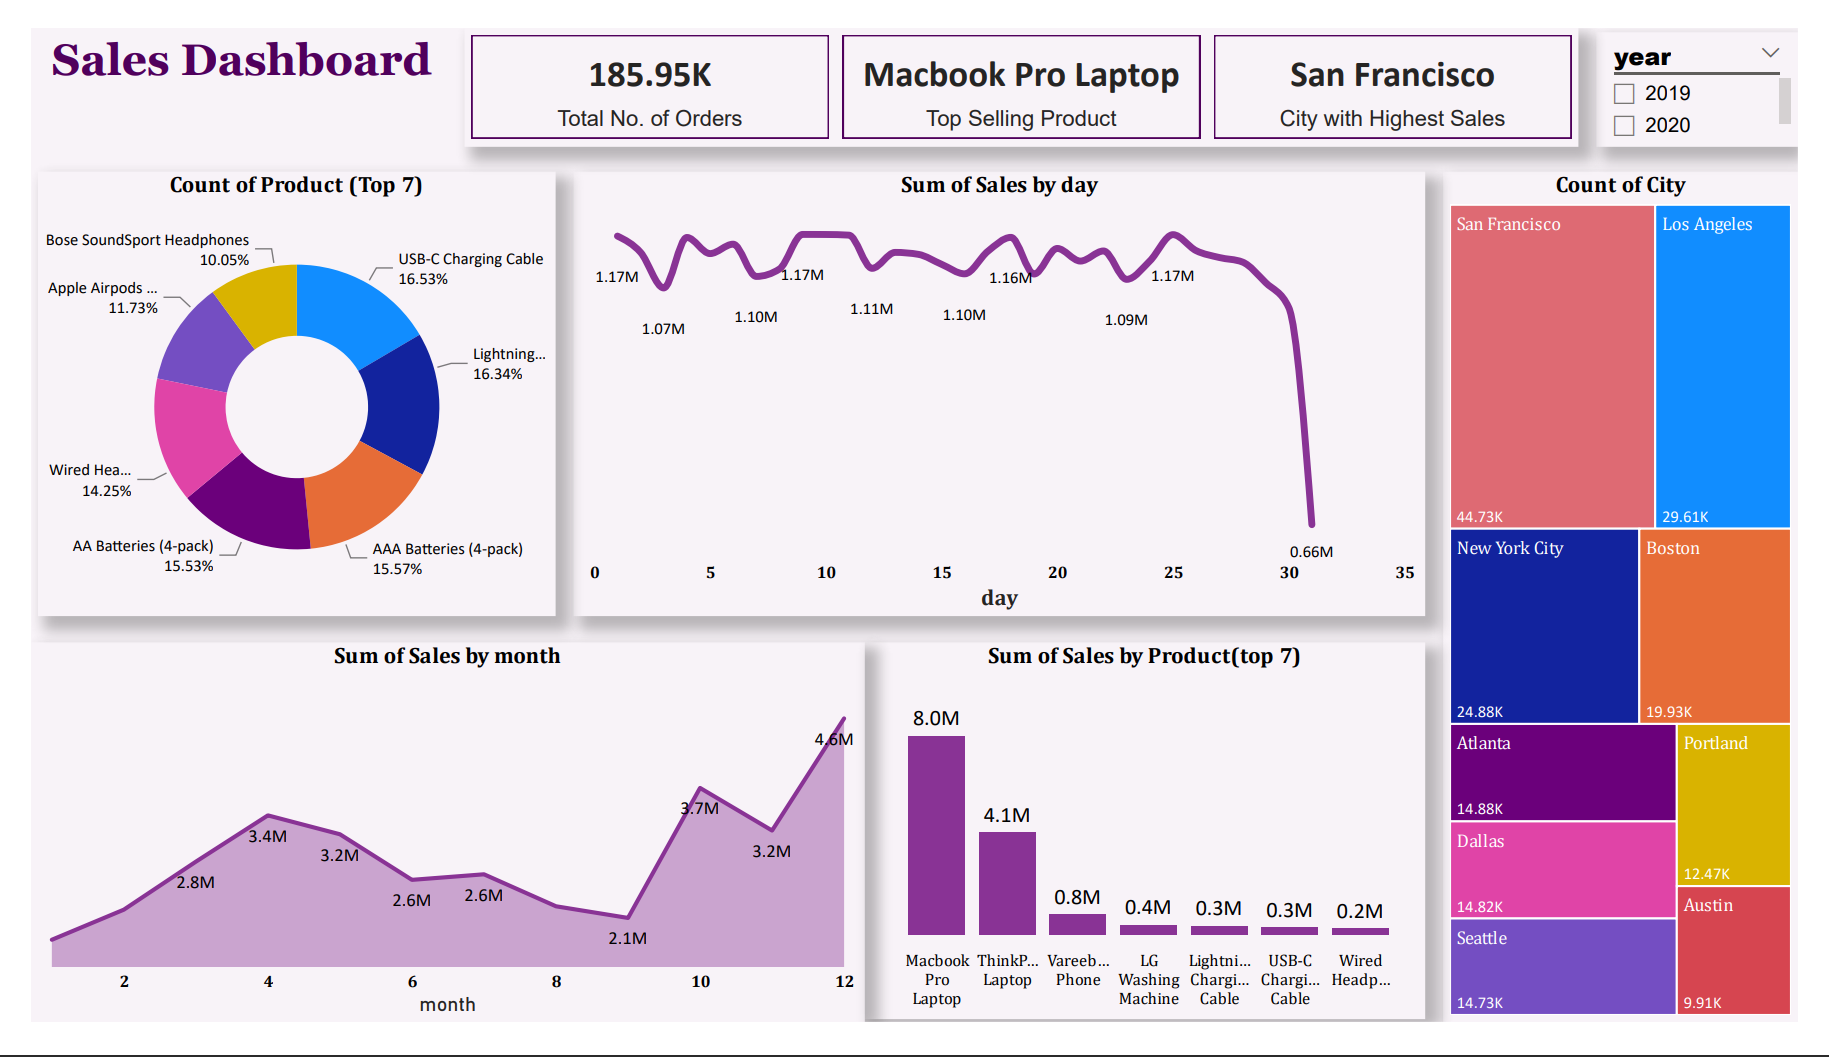 Sales Dashboard
185.95K
Total No. of Orders
Macbook Pro Laptop
Top Selling Product
San Francisco
City with Highest Sales
year
2019
2020
Count of Product (Top 7)
Bose SoundSport Headphones
10.05%
USB-C Charging Cable
16.53%
Apple Airpods ...
11.73%
Lightning...
16.34%
Wired Hea...
14.25%
AA Batteries (4-pack)
15.53%
AAA Batteries (4-pack)
15.57%
Sum of Sales by day
1.17M
1.07M
1.10M
1.17M
1.11M
1.10M
1.16M
1.09M
1.17M
0.66M
0 5 10 15 20 25 30 35
day
Count of City
San Francisco
44.73K
Los Angeles
29.61K
New York City
24.88K
Boston
19.93K
Atlanta
14.88K
Portland
12.47K
Dallas
14.82K
Austin
9.91K
Seattle
14.73K
Sum of Sales by month
2.8M
3.4M
3.2M
2.6M
2.6M
2.1M
3.7M
3.2M
4.6M
2 4 6 8 10 12
month
Sum of Sales by Product(top 7)
8.0M
4.1M
0.8M
0.4M
0.3M
0.3M
0.2M
Macbook
Pro
Laptop
ThinkP...
Laptop
Vareeb...
Phone
LG
Washing
Machine
Lightni...
Chargi...
Cable
USB-C
Chargi...
Cable
Wired
Headp...